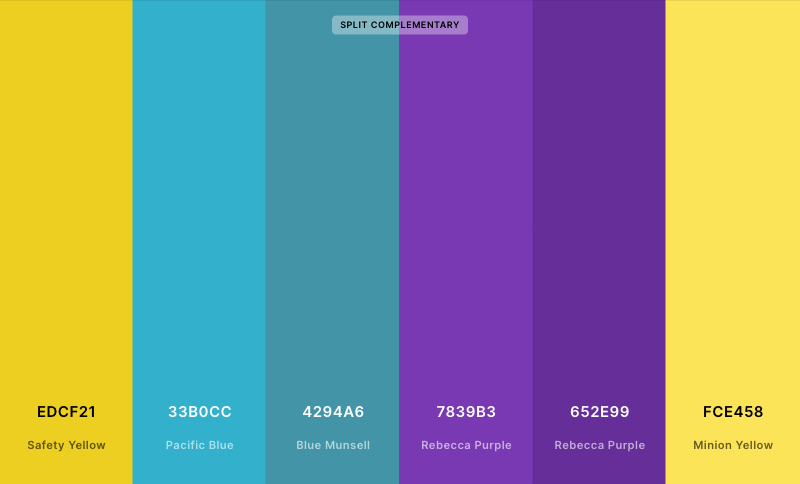 SPLIT COMPLEMENTARY
EDCF21 33B0CC 4294A6 7839B3 652E99 FCE458
Safety Yellow Pacific Blue Blue Munsell Rebecca Purple Rebecca Purple Minion Yellow